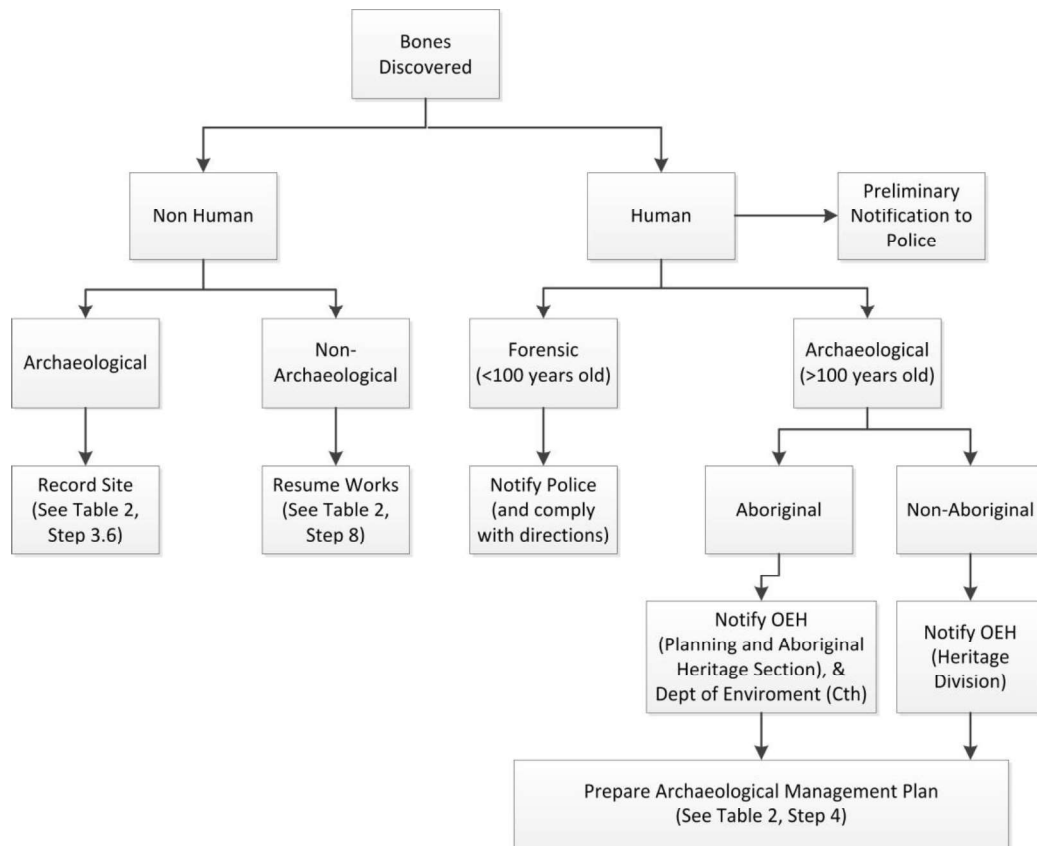 Bones
Discovered
Non Human
Human
Preliminary
Notification to
Police
Archaeological
Non-
Archaeological
Forensic
(<100 years old)
Archaeological
(>100 years old)
Record Site
(See Table 2,
Step 3.6)
Resume Works
(See Table 2,
Step 8)
Notify Police
(and comply
with directions)
Aboriginal
Non-Aboriginal
Notify OEH
(Planning and Aboriginal
Heritage Section), &
Dept of Enviroment (Cth)
Notify OEH
(Heritage
Division)
Prepare Archaeological Management Plan
(See Table 2, Step 4)